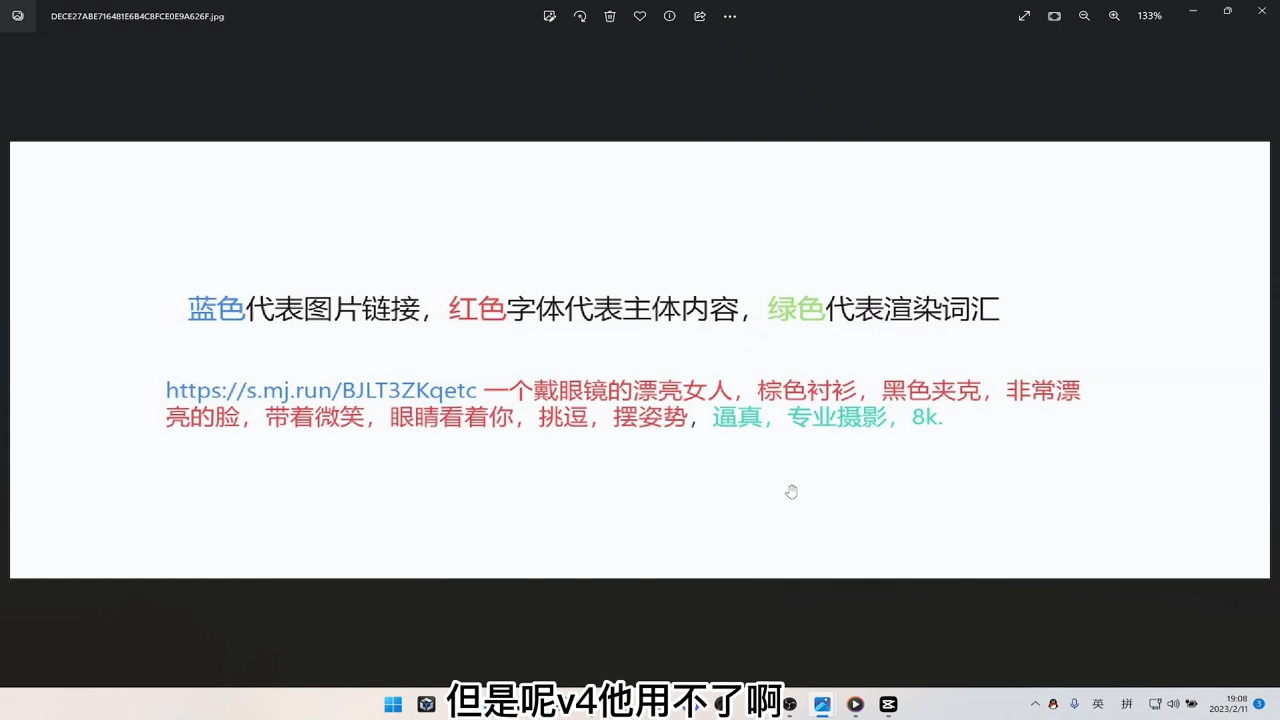 DECE27ABE716481E6B4C8FCE0E9A626F.jpg
133%
蓝色代表图片链接，红色字体代表主体内容，绿色代表渲染词汇
https://s.mj.run/BJLT3ZKqetc 一个戴眼镜的漂亮女人，棕色衬衫，黑色夹克，非常漂
亮的脸，带着微笑，眼睛看着你，挑逗，摆姿势，逼真，专业摄影，8k.
但是呢v4他用不了啊
英 拼
19:08
2023/2/11
3